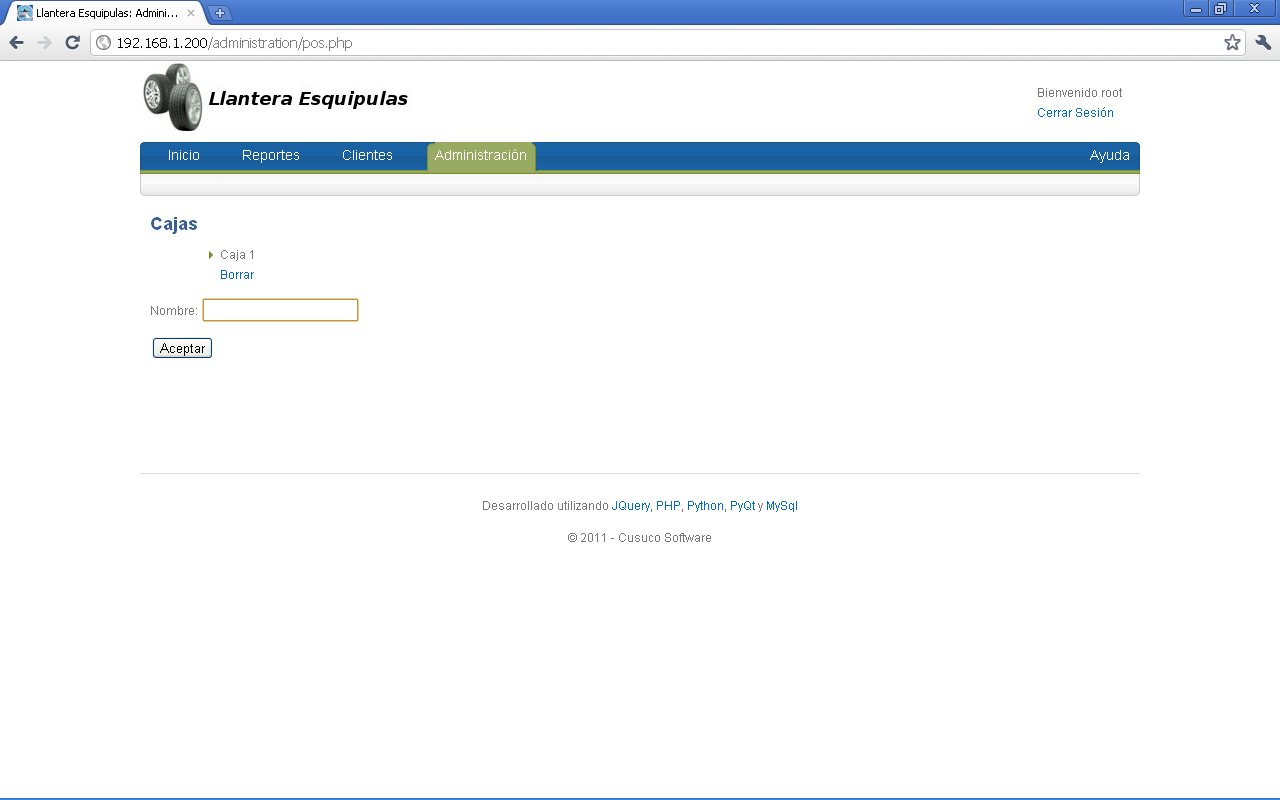 Llantera Esquipulas: Admini...
192.168.1.200/administration/pos.php
Llantera Esquipulas
Bienvenido root
Cerrar Sesión
Inicio Reportes Clientes Administración Ayuda
Cajas
Caja 1
Borrar
Nombre:
Aceptar
Desarrollado utilizando JQuery, PHP, Python, PyQt y MySql
© 2011 - Cusuco Software